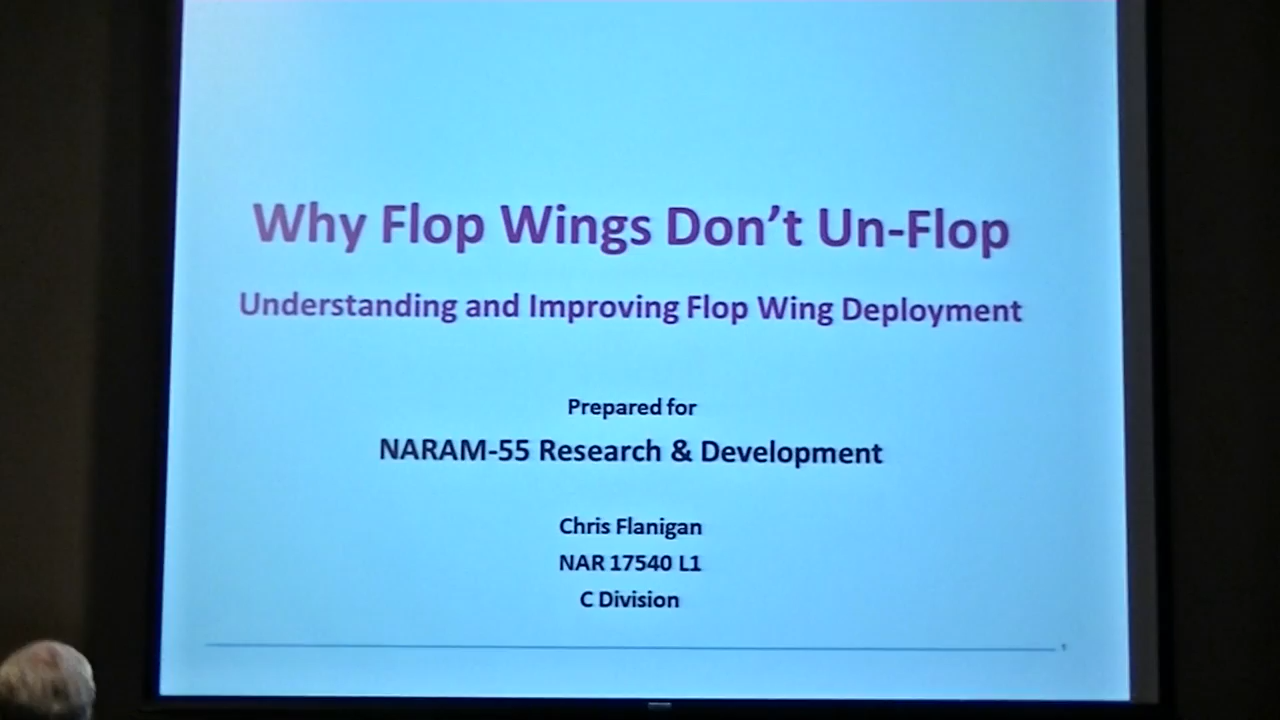 Why Flop Wings Don’t Un-Flop
Understanding and Improving Flop Wing Deployment
Prepared for
NARAM-55 Research & Development
Chris Flanigan
NAR 17540 L1
C Division